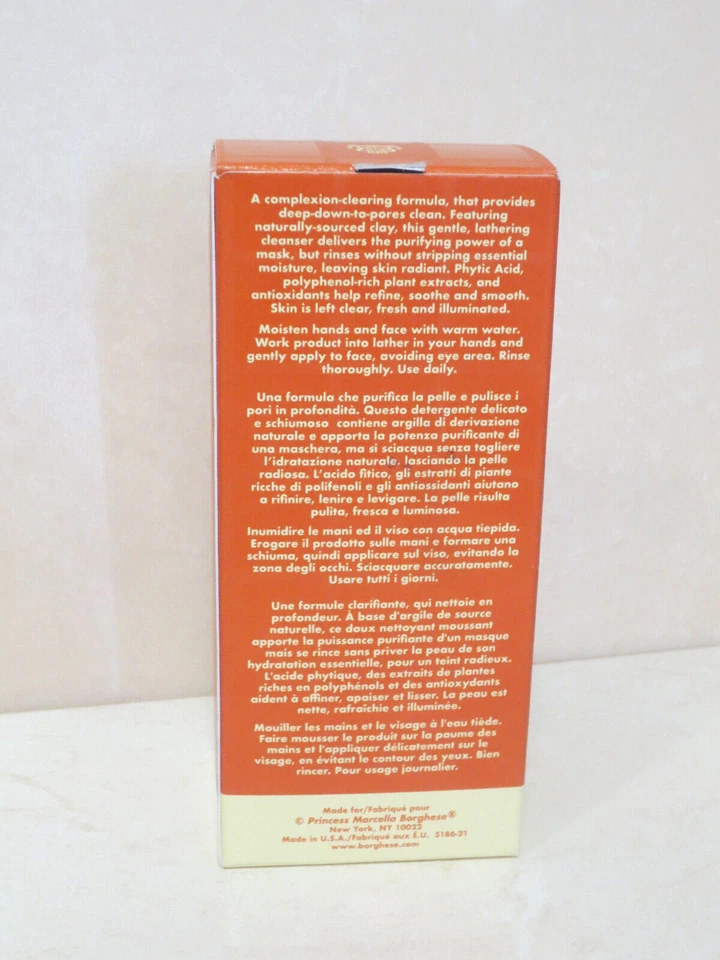 A complexion-clearing formula, that provides
deep-down-to-pores clean. Featuring
naturally-sourced clay, this gentle, lathering
cleanser delivers the purifying power of a
mask, but rinses without stripping essential
moisture, leaving skin radiant. Phytic Acid,
polyphenol-rich plant extracts, and
antioxidants help refine, soothe and smooth.
Skin is left clear, fresh and illuminated.
Moisten hands and face with warm water.
Work product into lather in your hands and
gently apply to face, avoiding eye area. Rinse
thoroughly. Use daily.
Una formula che purifica la pelle e pulisce i
pori in profondità. Questo detergente delicato
e schiumoso contiene argilla di derivazione
naturale e apporta la potenza purificante di
una maschera, ma si sciacqua senza togliere
l'idratazione naturale, lasciando la pelle
radiosa. L'acido fitico, gli estratti di piante
ricche di polifenoli e gli antiossidanti aiutano
a rifinire, lenire e levigare. La pelle risulta
pulita, fresca e luminosa.
Inumidire le mani ed il viso con acqua tiepida.
Erogare il prodotto sulle mani e formare una
schiuma, quindi applicare sul viso, evitando la
zona degli occhi. Sciacquare accuratamente.
Usare tutti i giorni.
Une formule clarifiante, qui nettoie en
profondeur. À base d'argile de source
naturelle, ce doux nettoyant moussant
apporte la puissance purifiante d'un masque
mais se rince sans priver la peau de son
hydratation essentielle, pour un teint radieux.
L'acide phytique, des extraits de plantes
riches en polyphénols et des antioxydants
aident à affiner, apaiser et lisser. La peau est
nette, rafraîchie et illuminée.
Mouiller les mains et le visage à l'eau tiède.
Faire mousser le produit sur la paume des
mains et l'appliquer délicatement sur le
visage, en évitant le contour des yeux. Bien
rincer. Pour usage journalier.
Made for/Fabriqué pour
© Princess Marcella Borghese®
New York, NY 10022
Made in U.S.A./Fabriqué aux É.U. 5186-21
www.borghese.com